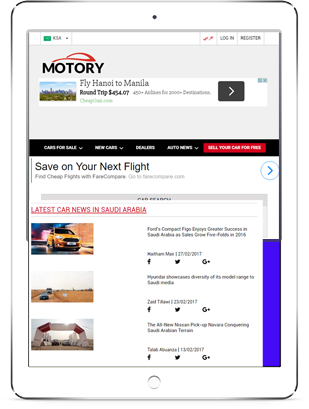 KSA
عربي LOG IN REGISTER
MOTORY
Fly Hanoi to Manila
Round Trip $454.07 450+ Airlines for 2000+ Destinations.
CheapOair.com
CARS FOR SALE NEW CARS DEALERS AUTO NEWS SELL YOUR CAR FOR FREE
Save on Your Next Flight
Find Cheap Flights with FareCompare. Go to farecompare.com
CAR SEARCH
LATEST CAR NEWS IN SAUDI ARABIA
Ford's Compact Figo Enjoys Greater Success in
Saudi Arabia as Sales Grow Five-Folds in 2016
Haitham Max | 27/02/2017
Hyundai showcases diversity of its model range to
Saudi media
Zaid Tillawi | 23/02/2017
The All-New Nissan Pick-up Navara Conquering
Saudi Arabian Terrain
Talab Abuanza | 13/02/2017